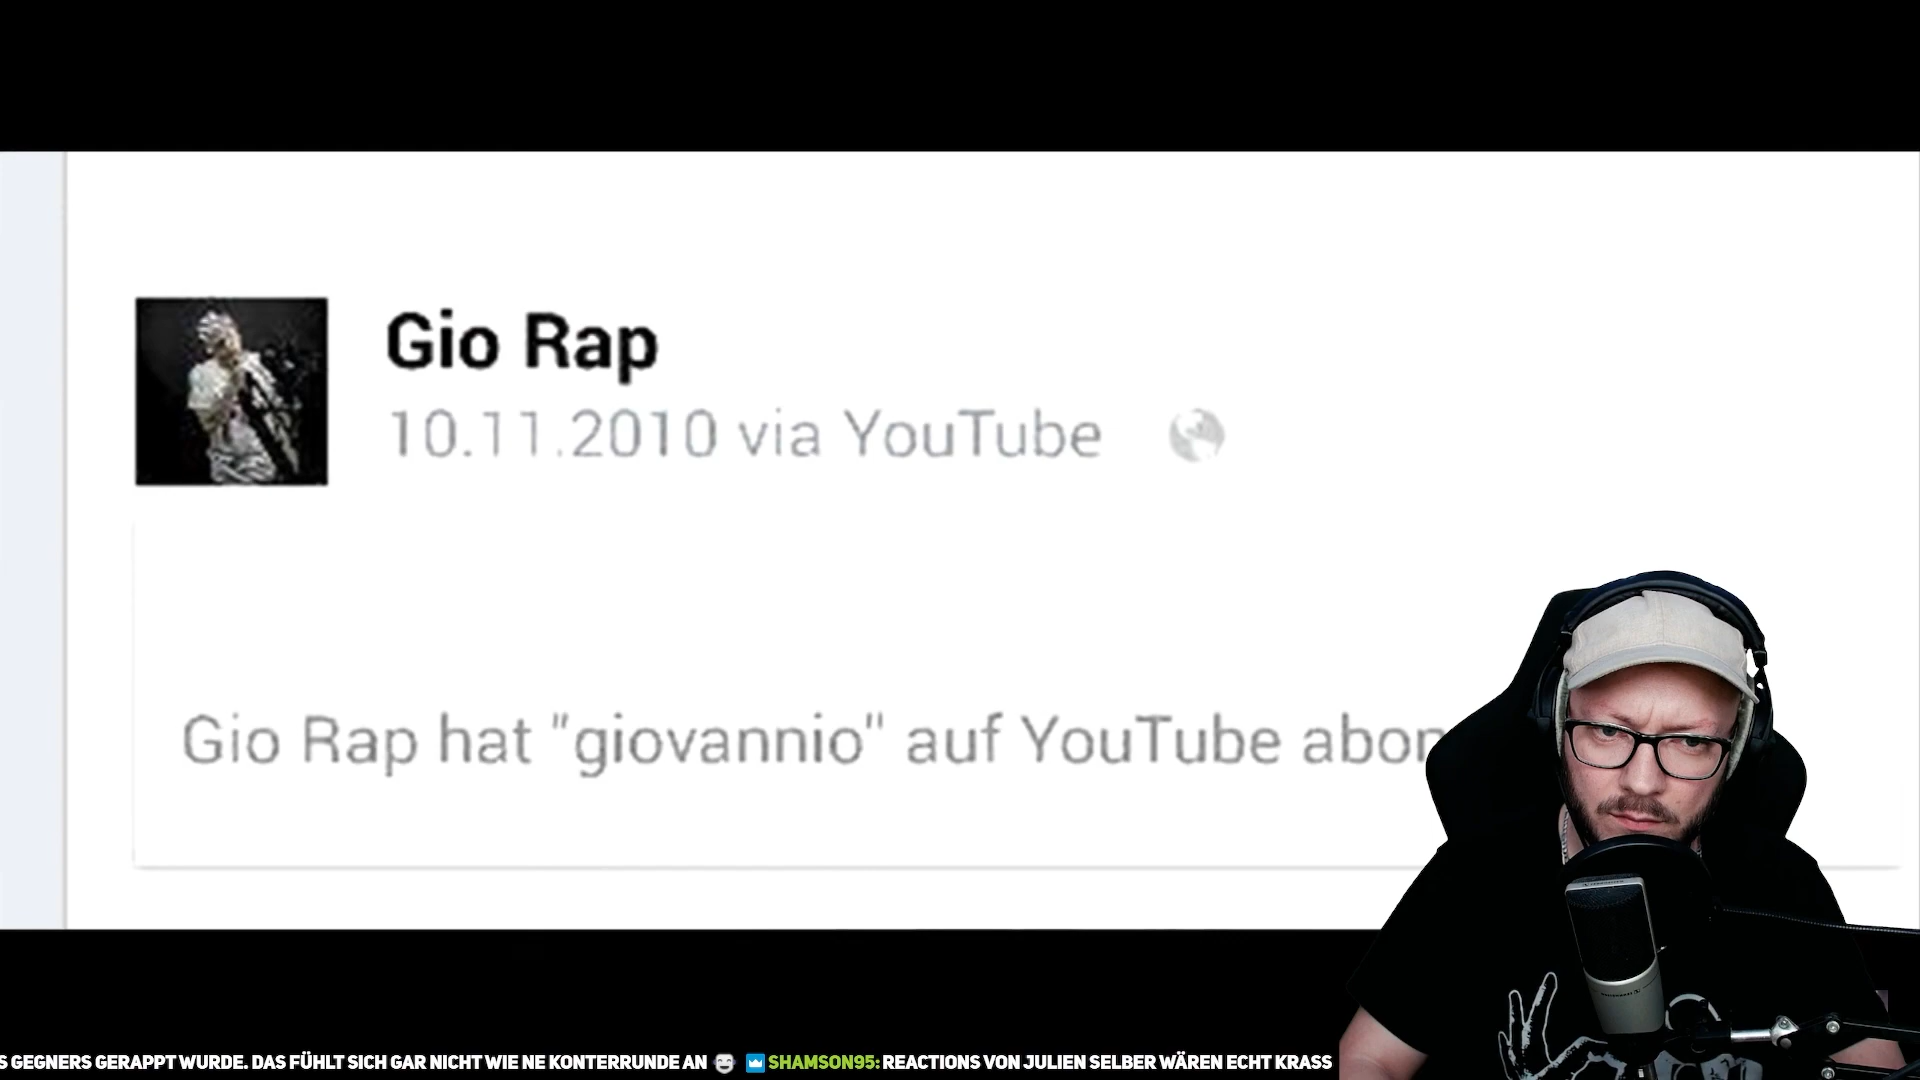 Gio Rap
10.11.2010 via YouTube
Gio Rap hat "giovannio" auf YouTube abon
S GEGNERS GERAPPT WURDE. DAS FÜHLT SICH GAR NICHT WIE NE KONTERRUNDE AN SHAMSON95: REACTIONS VON JULIEN SELBER WÄREN ECHT KRASS